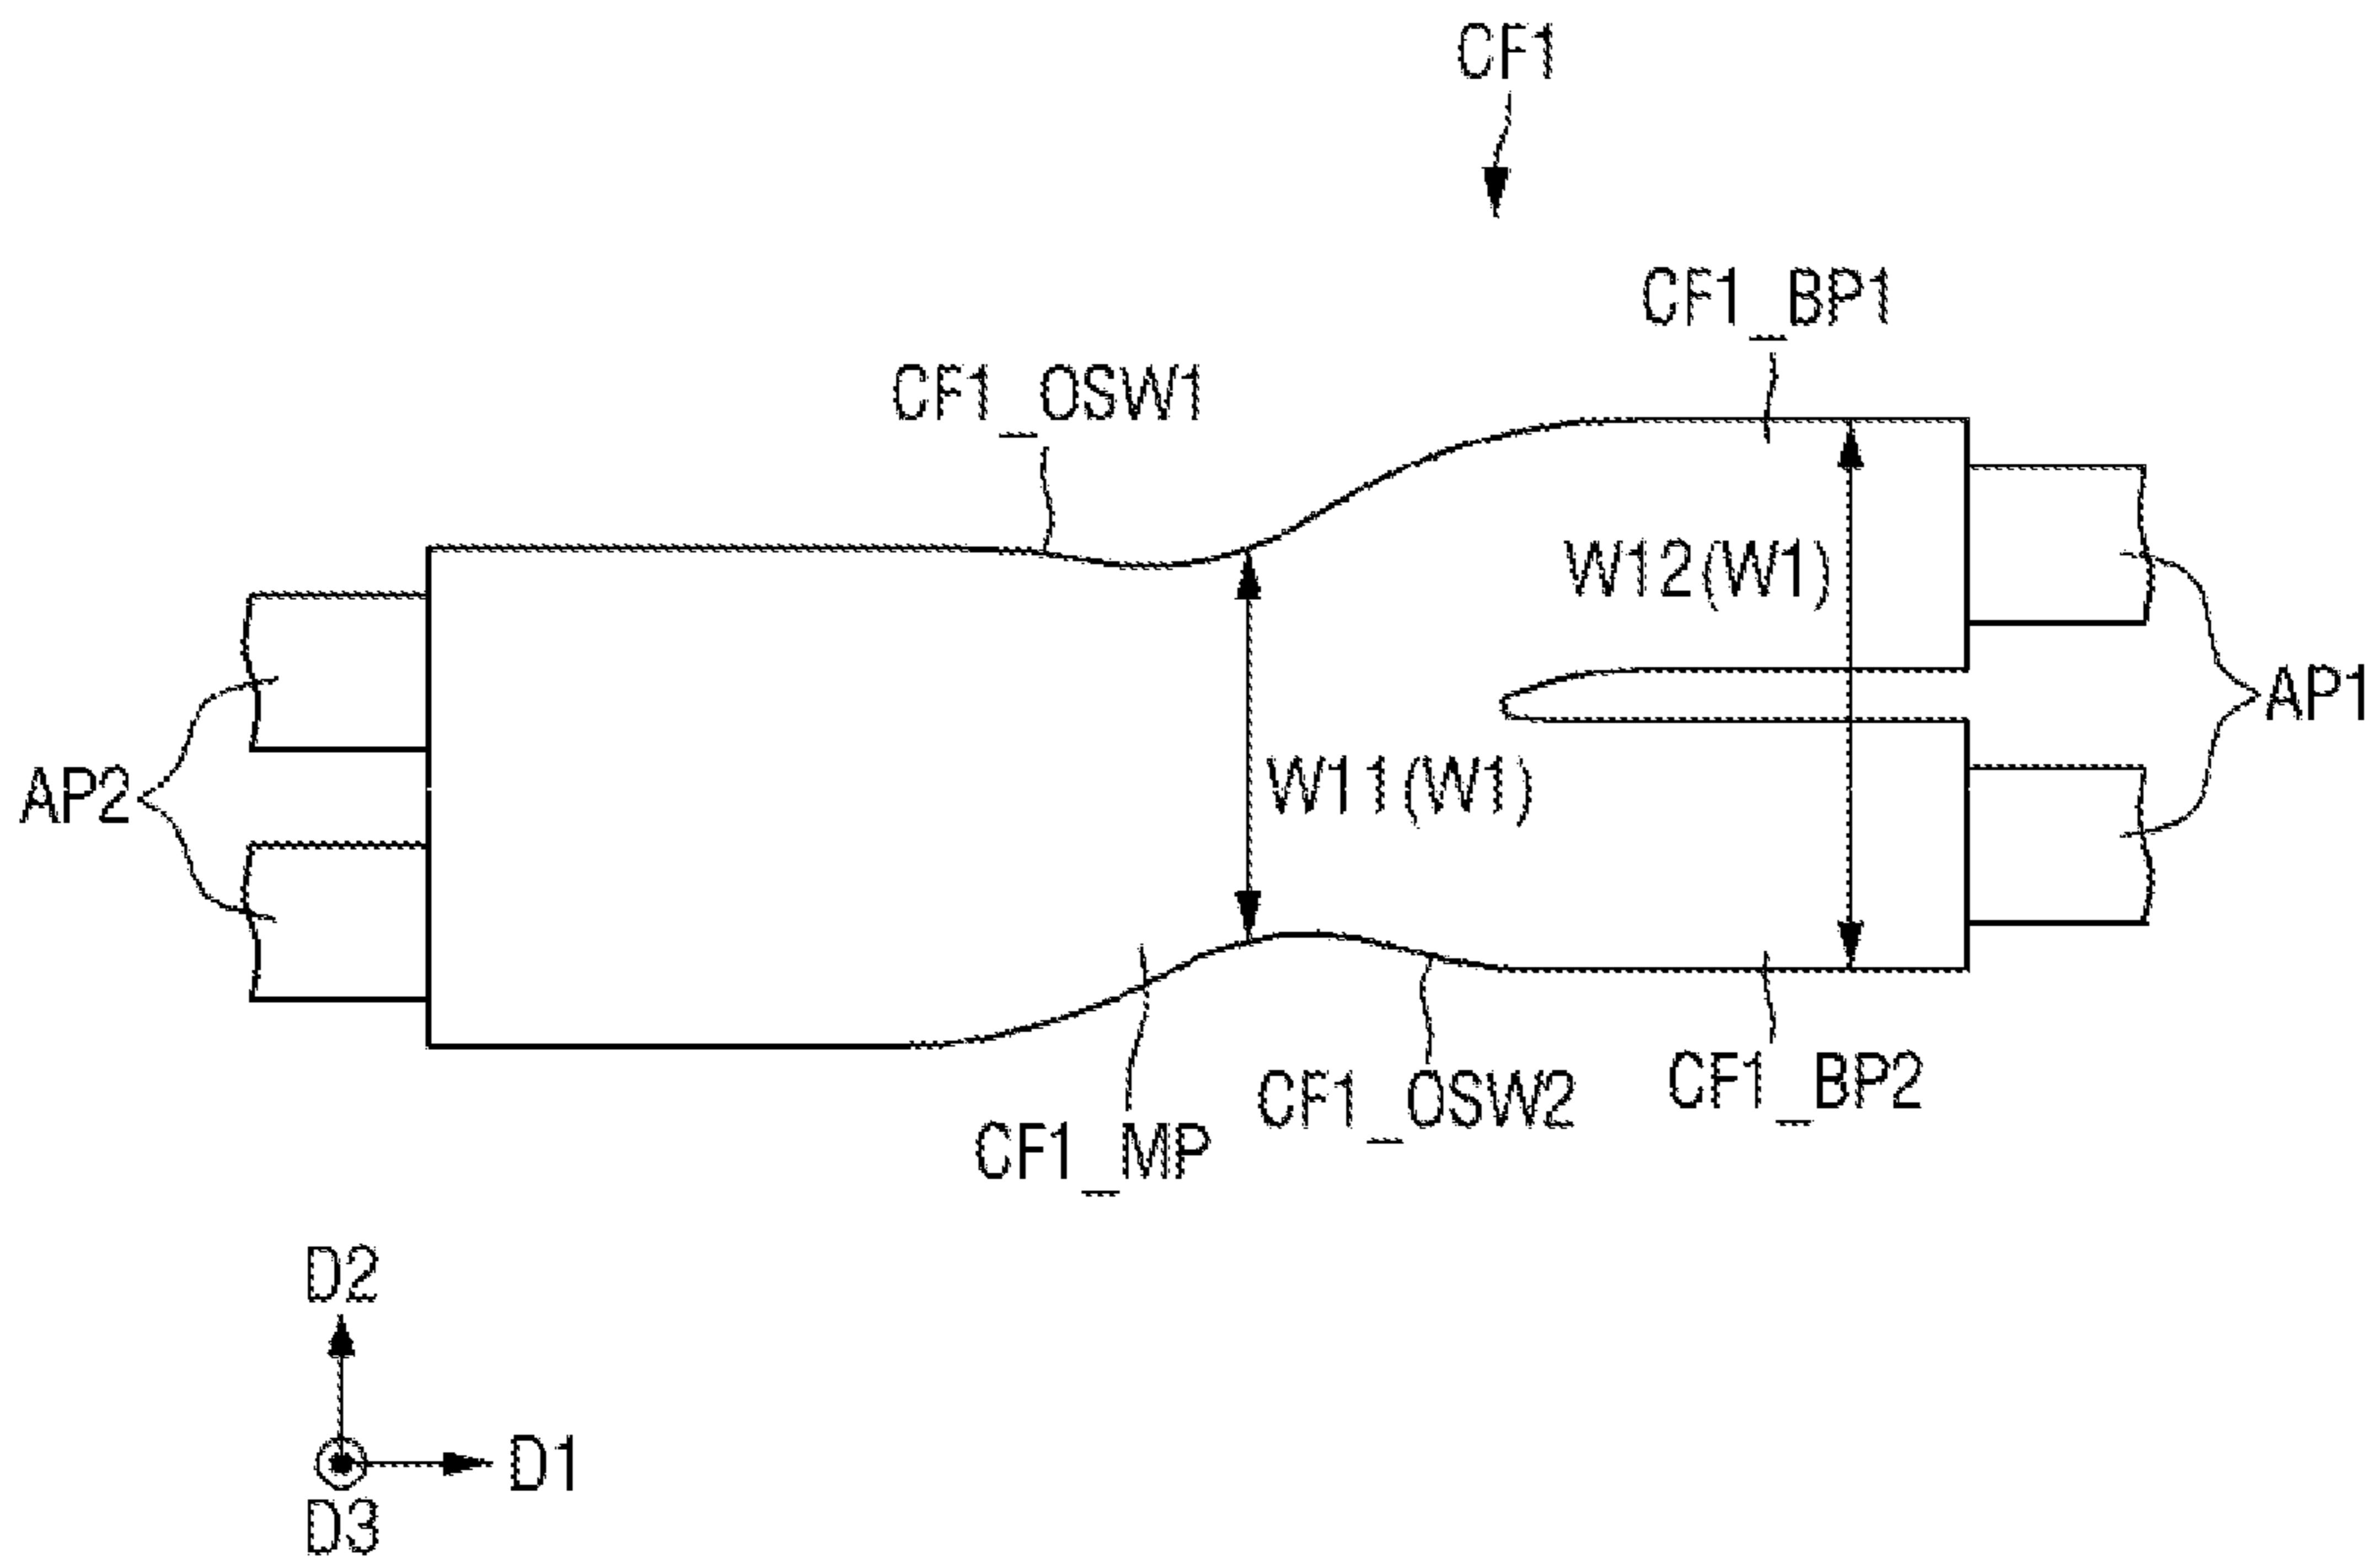 CF1
CF1_BP1
CF1_OSW1
W12(W1)
AP1
AP2
W11(W1)
CF1_BP2
CF1_OSW2
CF1_MP
D2
D1
D3